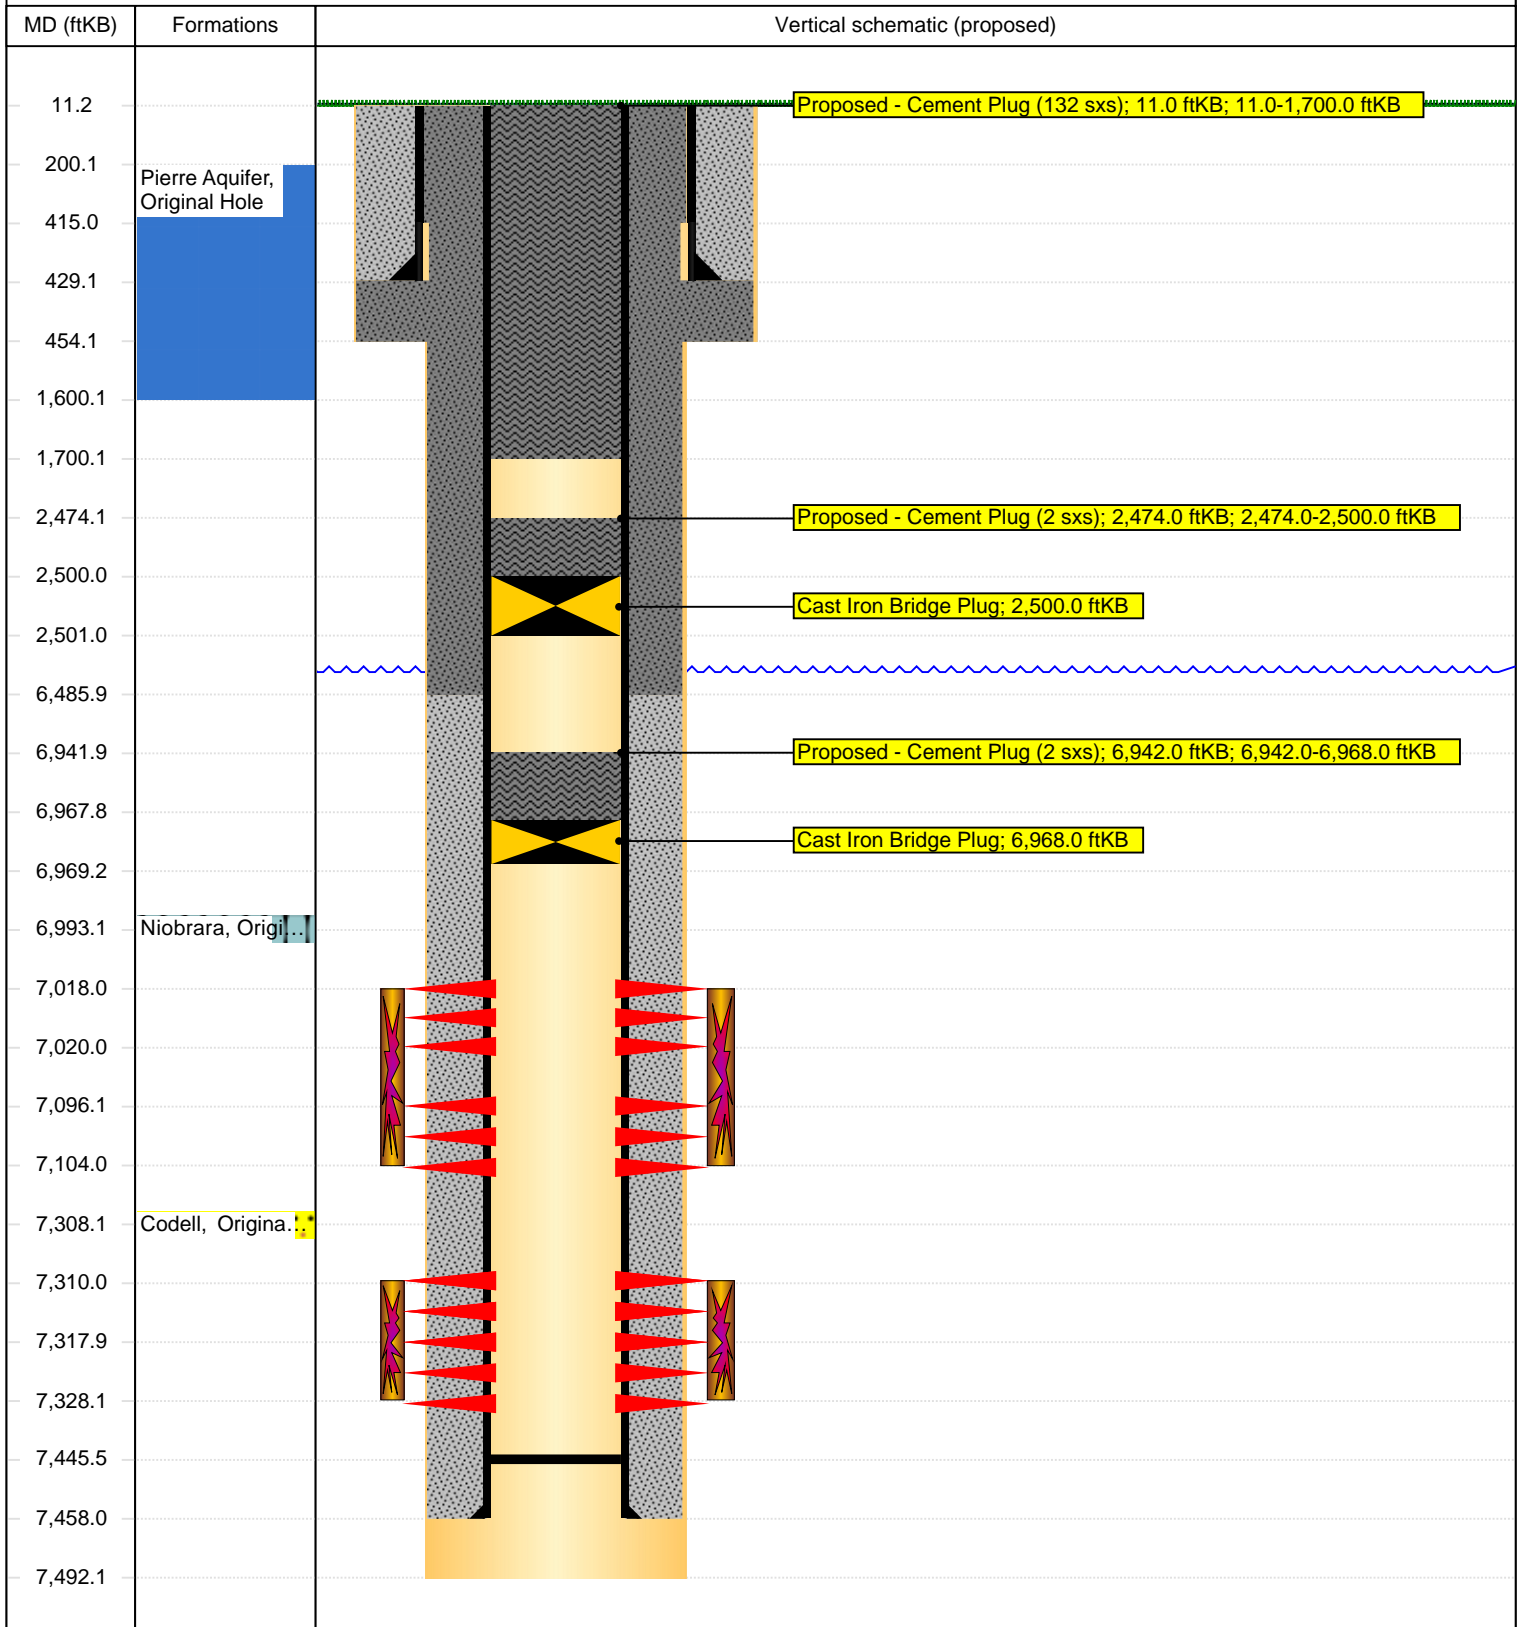 MD (ftKB) Formations Vertical schematic (proposed)
11.2 Proposed - Cement Plug (132 sxs); 11.0 ftKB; 11.0-1,700.0 ftKB
200.1
Pierre Aquifer,
Original Hole
415.0
429.1
454.1
1,600.1
1,700.1
2,474.1 Proposed - Cement Plug (2 sxs); 2,474.0 ftKB; 2,474.0-2,500.0 ftKB
2,500.0
Cast Iron Bridge Plug; 2,500.0 ftKB
2,501.0
6,485.9
6,941.9 Proposed - Cement Plug (2 sxs); 6,942.0 ftKB; 6,942.0-6,968.0 ftKB
6,967.8
Cast Iron Bridge Plug; 6,968.0 ftKB
6,969.2
6,993.1 Niobrara, Origi...
7,018.0
7,020.0
7,096.1
7,104.0
7,308.1 Codell, Origina...
7,310.0
7,317.9
7,328.1
7,445.5
7,458.0
7,492.1